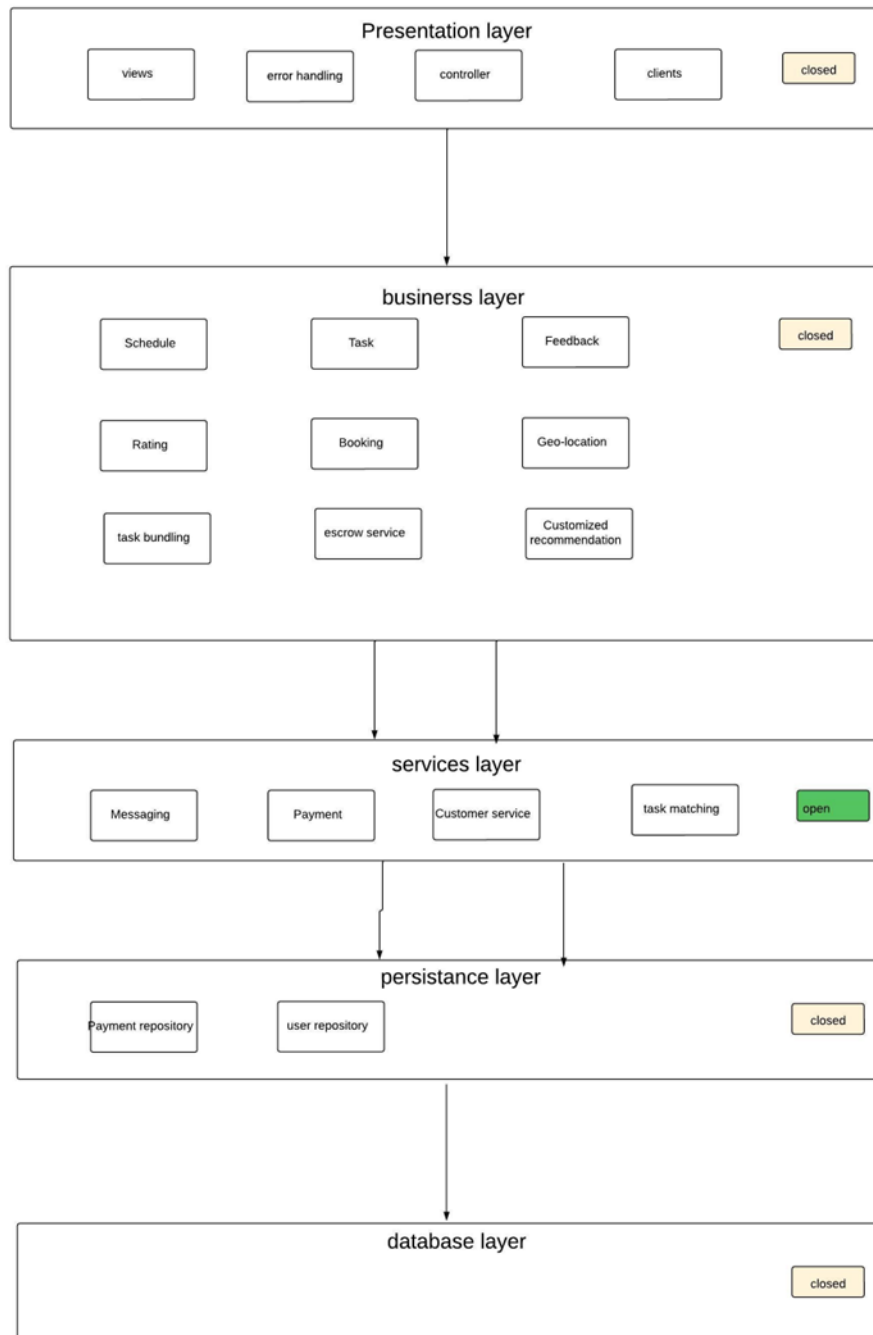 Presentation layer
views
error handling
controller
clients
closed
businerss layer
Schedule
Task
Feedback
closed
Rating
Booking
Geo-location
task bundling
escrow service
Customized
recommendation
services layer
Messaging
Payment
Customer service
task matching
open
persistance layer
Payment repository
user repository
closed
database layer
closed